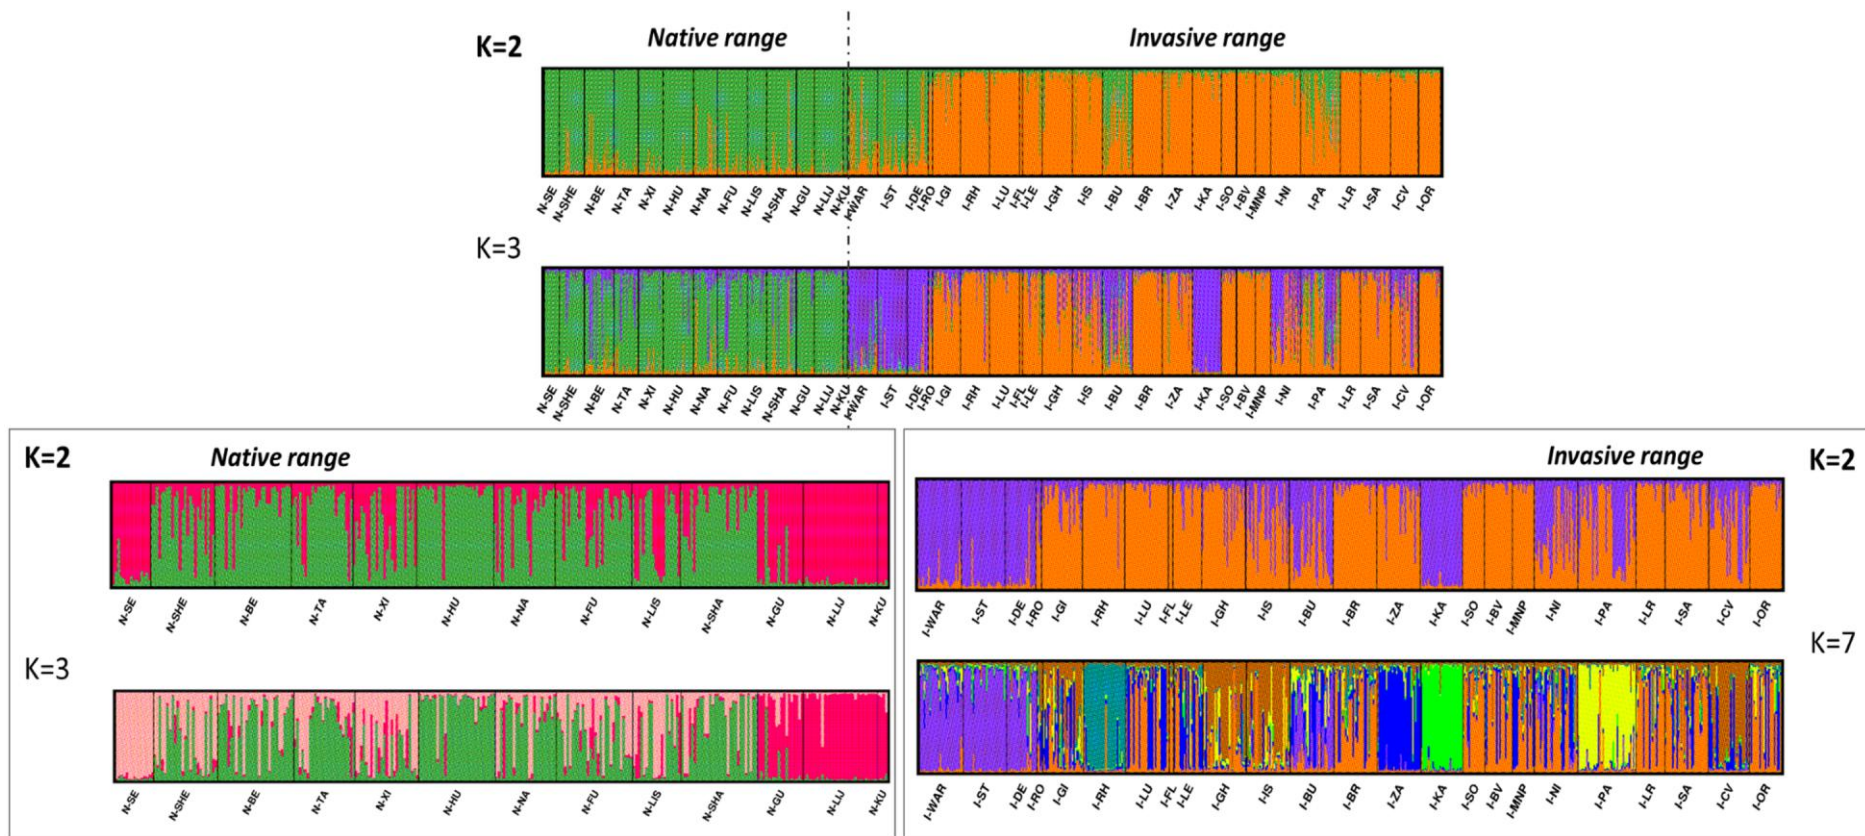 Native range Invasive range
K=2
N-SE N-SHE N-BE N-TA N-XI N-HU N-NA N-FU N-LIS N-SHA N-GU N-LIJ N-KU I-WAR I-ST I-DE I-RO I-GI I-RH I-LU I-FL I-LE I-GH I-IS I-BU I-BR I-ZA I-KA I-SO I-BV I-MNP I-NI I-PA I-LR I-SA I-CV I-OR
K=3
N-SE N-SHE N-BE N-TA N-XI N-HU N-NA N-FU N-LIS N-SHA N-GU N-LIJ N-KU I-WAR I-ST I-DE I-RO I-GI I-RH I-LU I-FL I-LE I-GH I-IS I-BU I-BR I-ZA I-KA I-SO I-BV I-MNP I-NI I-PA I-LR I-SA I-CV I-OR
K=2 Native range
N-SE N-SHE N-BE N-TA N-XI N-HU N-NA N-FU N-LIS N-SHA N-GU N-LIJ N-KU
K=3
N-SE N-SHE N-BE N-TA N-XI N-HU N-NA N-FU N-LIS N-SHA N-GU N-LIJ N-KU
Invasive range K=2
I-WAR I-ST I-DE I-RO I-GI I-RH I-LU I-FL I-LE I-GH I-IS I-BU I-BR I-ZA I-KA I-SO I-BV I-MNP I-NI I-PA I-LR I-SA I-CV I-OR
K=7
I-WAR I-ST I-DE I-RO I-GI I-RH I-LU I-FL I-LE I-GH I-IS I-BU I-BR I-ZA I-KA I-SO I-BV I-MNP I-NI I-PA I-LR I-SA I-CV I-OR